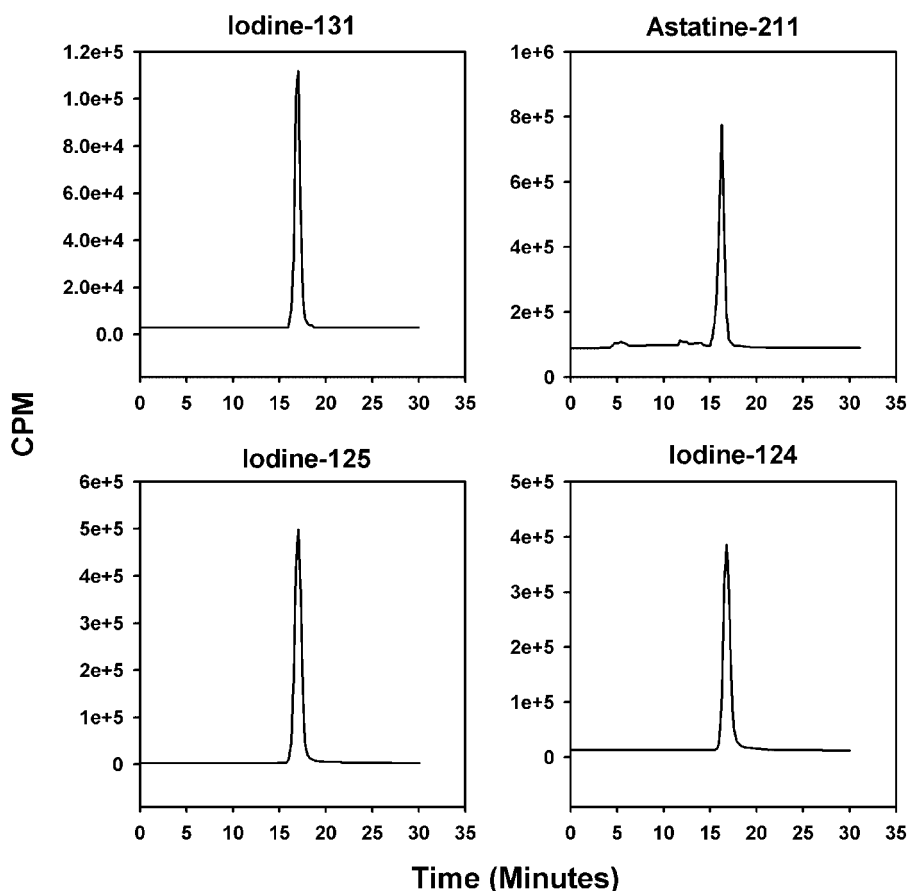 Iodine-131
1.2e+5
1.0e+5
8.0e+4
6.0e+4
4.0e+4
2.0e+4
0.0
0 5 10 15 20 25 30 35
Astatine-211
1e+6
8e+5
6e+5
4e+5
2e+5
0
0 5 10 15 20 25 30 35
CPM
Iodine-125
6e+5
5e+5
4e+5
3e+5
2e+5
1e+5
0
0 5 10 15 20 25 30 35
Iodine-124
5e+5
4e+5
3e+5
2e+5
1e+5
0
0 5 10 15 20 25 30 35
Time (Minutes)